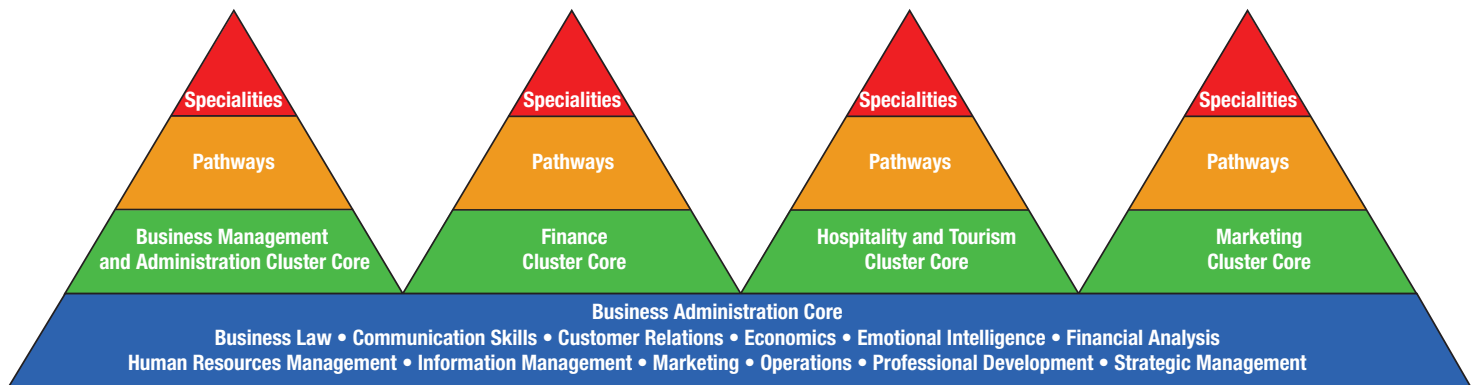 Specialities
Specialities
Specialities
Specialities
Pathways
Pathways
Pathways
Pathways
Business Management
and Administration Cluster Core
Finance
Cluster Core
Hospitality and Tourism
Cluster Core
Marketing
Cluster Core
Business Administration Core
Business Law • Communication Skills • Customer Relations • Economics • Emotional Intelligence • Financial Analysis
Human Resources Management • Information Management • Marketing • Operations • Professional Development • Strategic Management